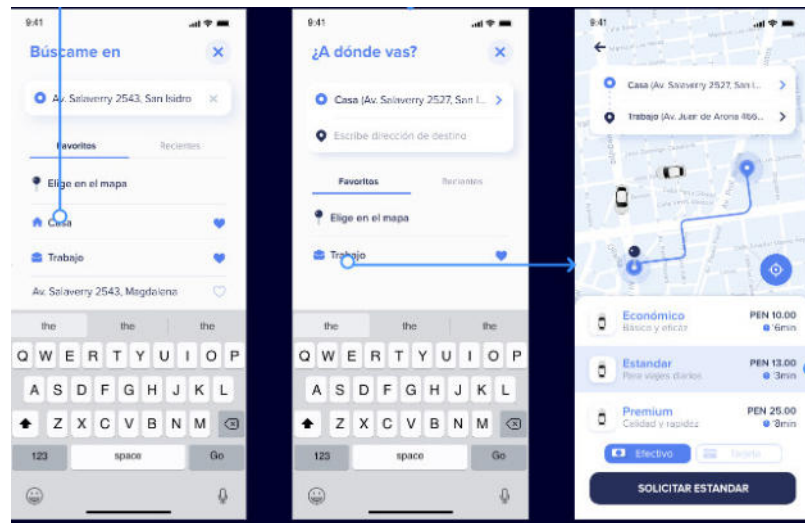 9:41
Búscame en
Av. Salaverry 2543, San Isidro
Favoritos Recientes
Elige en el mapa
Casa
Trabajo
Av. Salaverry 2543, Magdalena
the the the
Q W E R T Y U I O P
A S D F G H J K L
Z X C V B N M
123 space Go
9:41
¿A dónde vas?
Casa (Av. Salaverry 2527, San I...
Escribe dirección de destino
Favoritos Recientes
Elige en el mapa
Trabajo
the the the
Q W E R T Y U I O P
A S D F G H J K L
Z X C V B N M
123 space Go
9:41
Casa (Av. Salaverry 2527, San I...
Trabajo (Av. Juan de Arona 466...
Económico PEN 10.00
Básico y eficaz 6min
Estandar PEN 13.00
Para viajes diarios 3min
Premium PEN 25.00
Calidad y rapidez 8min
Efectivo Tarjeta
SOLICITAR ESTANDAR